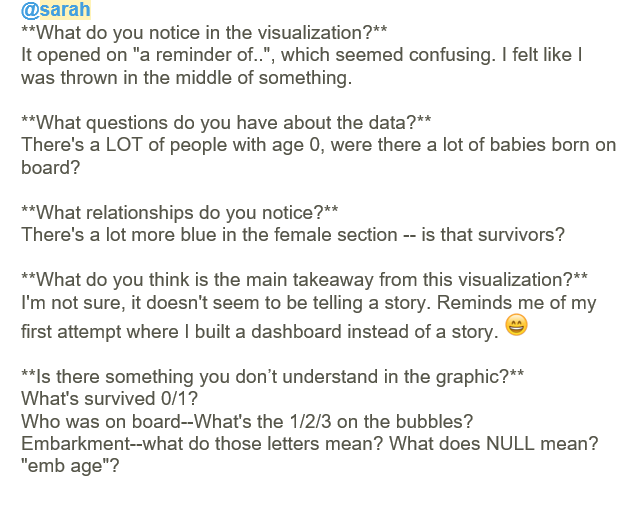 @sarah
**What do you notice in the visualization?**
It opened on "a reminder of..", which seemed confusing. I felt like I
was thrown in the middle of something.
**What questions do you have about the data?**
There's a LOT of people with age 0, were there a lot of babies born on
board?
**What relationships do you notice?**
There's a lot more blue in the female section -- is that survivors?
**What do you think is the main takeaway from this visualization?**
I'm not sure, it doesn't seem to be telling a story. Reminds me of my
first attempt where I built a dashboard instead of a story. 😄
**Is there something you don’t understand in the graphic?**
What's survived 0/1?
Who was on board--What's the 1/2/3 on the bubbles?
Embarkment--what do those letters mean? What does NULL mean?
"emb age"?